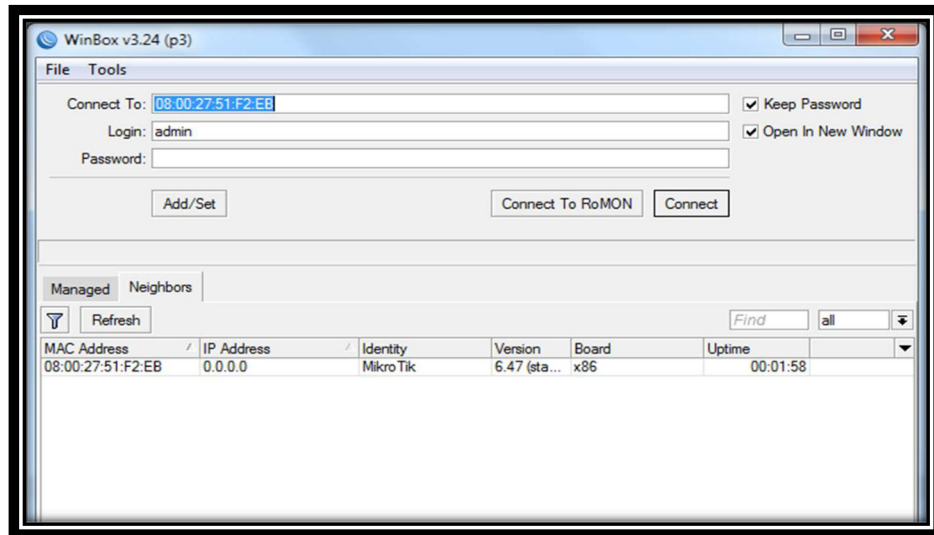 WinBox v3.24 (p3)
File Tools
Connect To: 08:00:27:51:F2:EB
Keep Password
Login: admin
Open In New Window
Password:
Add/Set Connect To RoMON Connect
Managed Neighbors
Refresh Find all
MAC Address IP Address Identity Version Board Uptime
08:00:27:51:F2:EB 0.0.0.0 MikroTik 6.47 (sta... x86 00:01:58